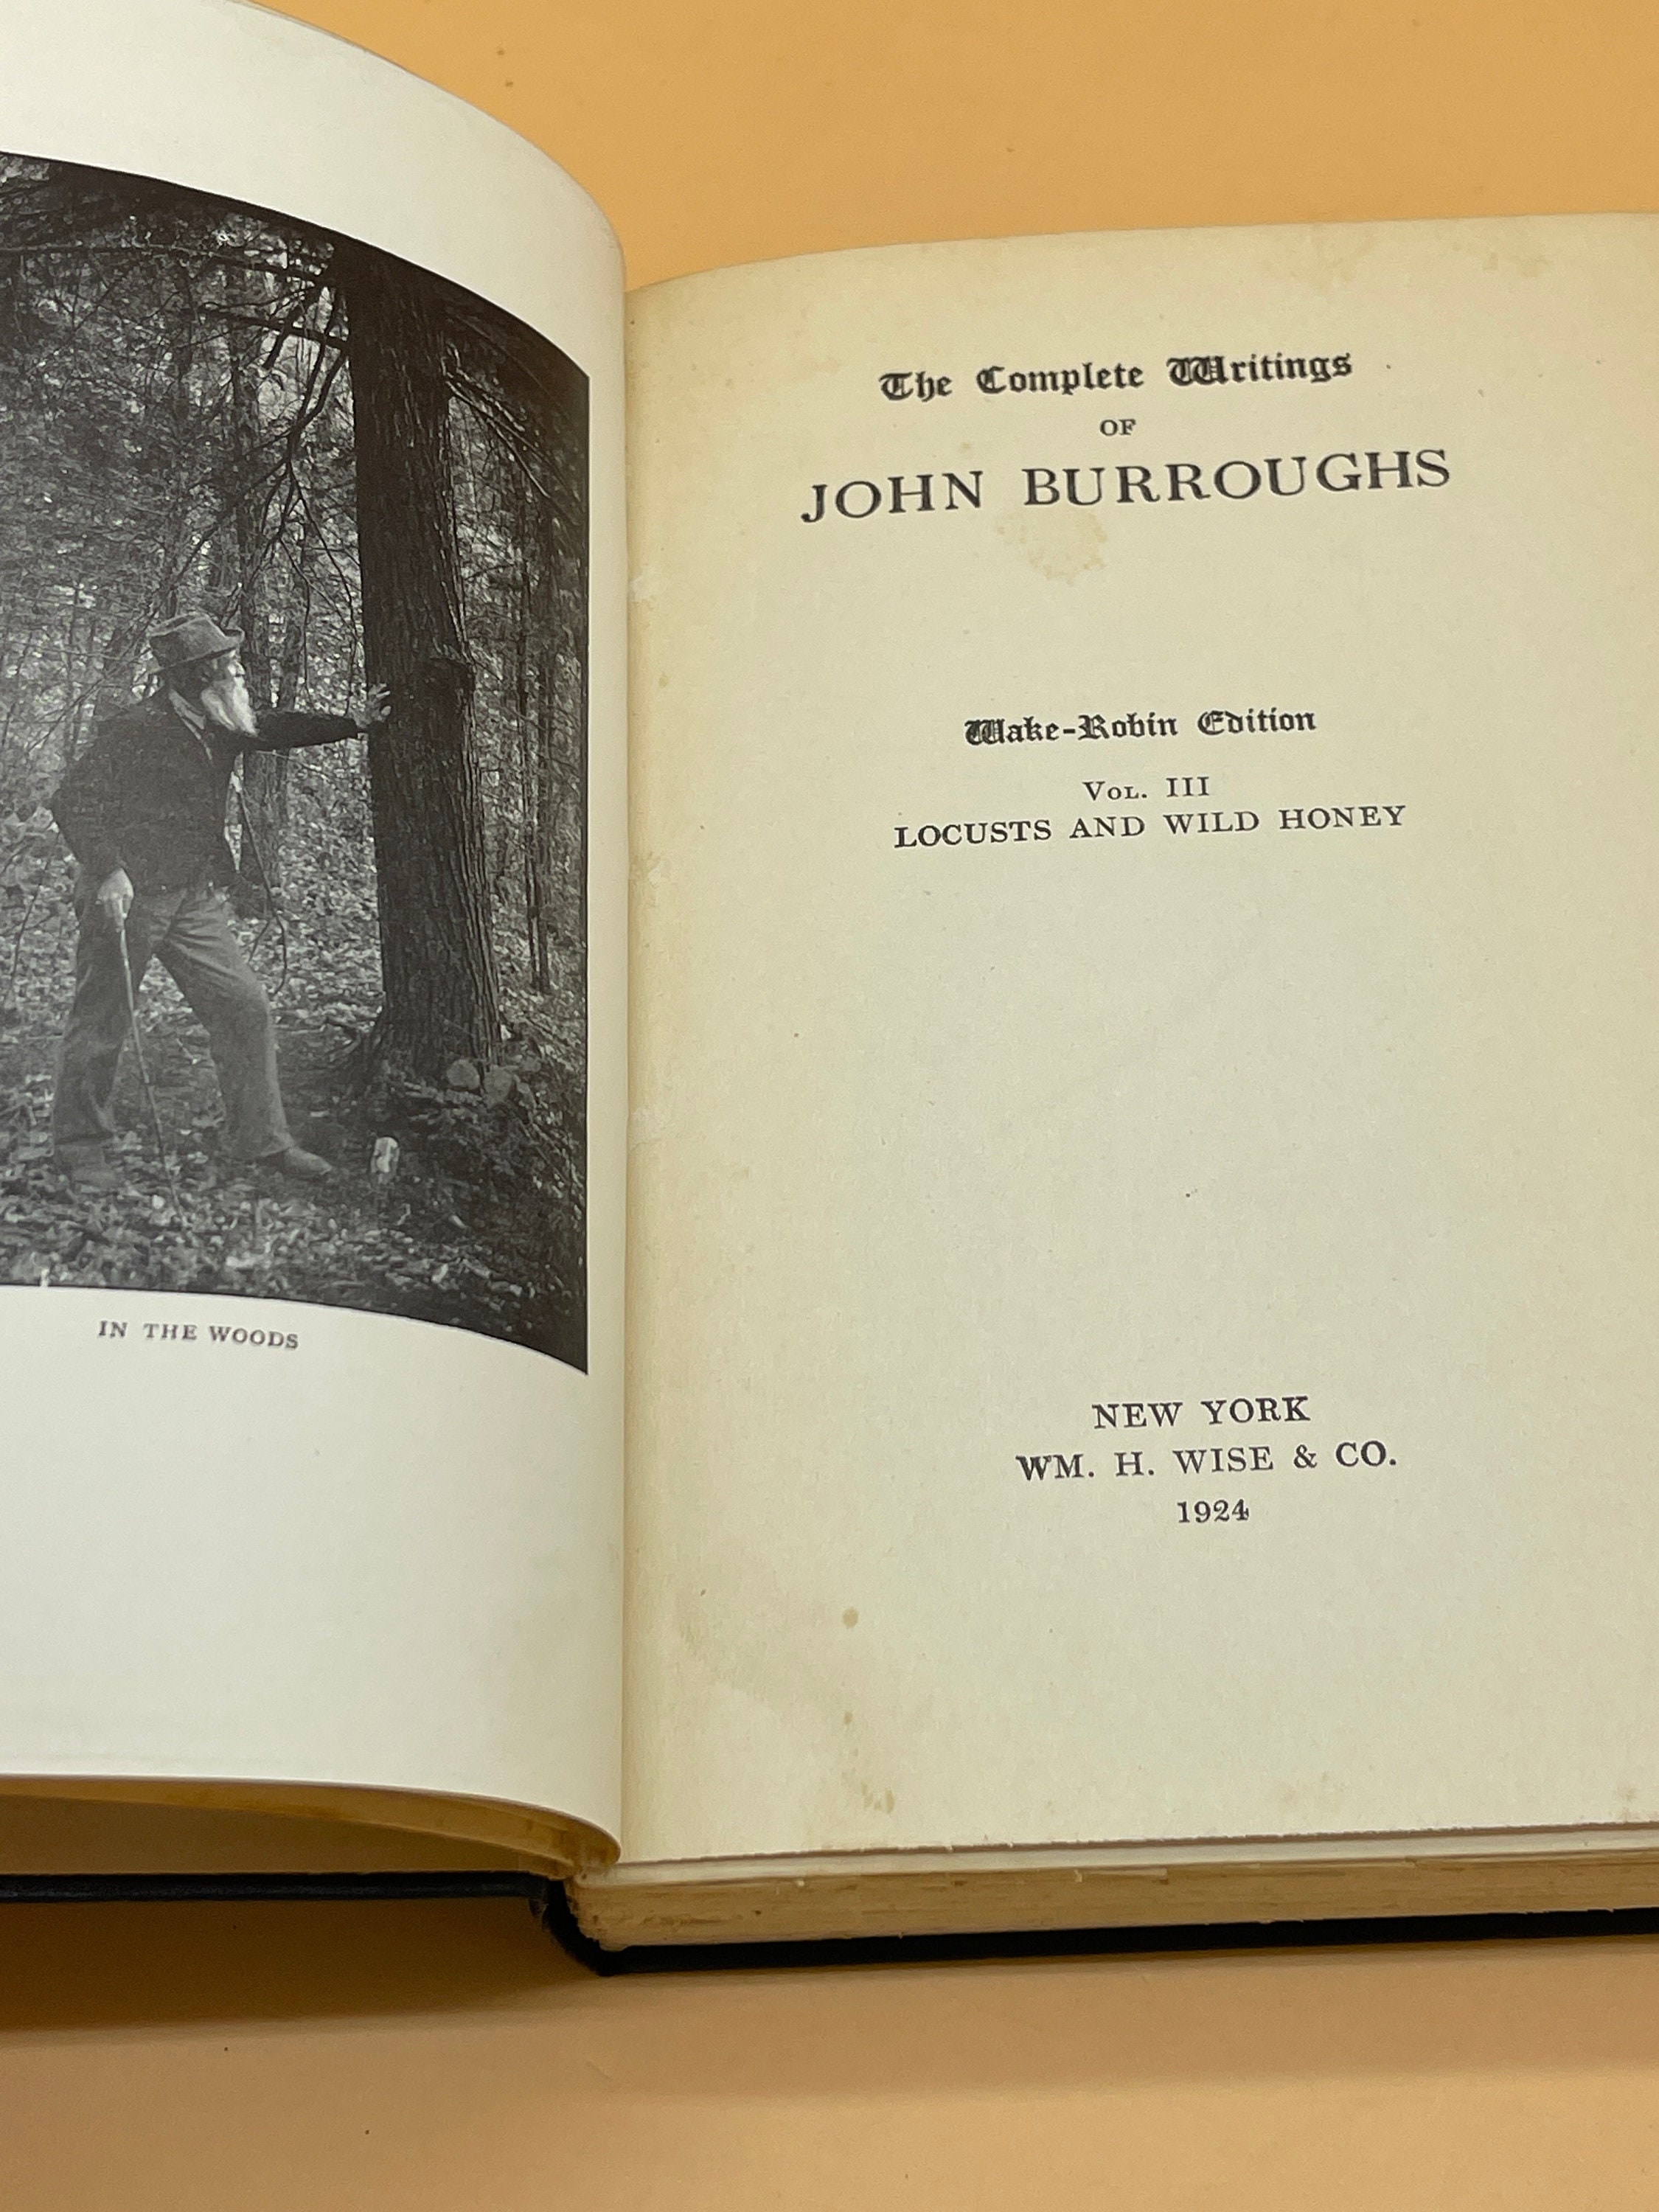 IN THE WOODS
The Complete Writings
OF
JOHN BURROUGHS
Wake-Robin Edition
VOL. III
LOCUSTS AND WILD HONEY
NEW YORK
WM. H. WISE & CO.
1924